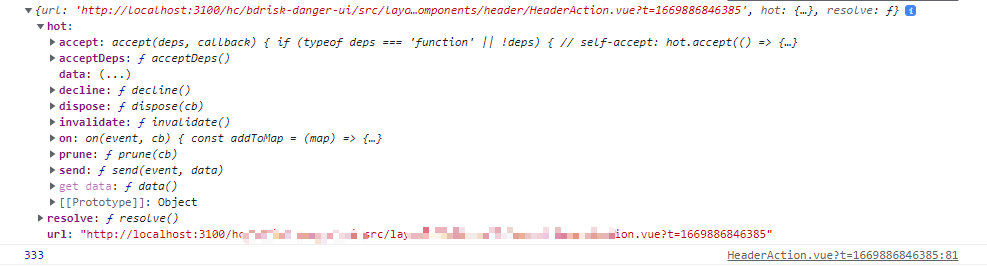 {url: 'http://localhost:3100/hc/bdrisk-danger-ui/src/layo…omponents/header/HeaderAction.vue?t=1669886846385', hot: {…}, resolve: ƒ}
hot:
accept: accept(deps, callback) { if (typeof deps === 'function' || !deps) { // self-accept: hot.accept(() => {…}
acceptDeps: ƒ acceptDeps()
data: (...)
decline: ƒ decline()
dispose: ƒ dispose(cb)
invalidate: ƒ invalidate()
on: on(event, cb) { const addToMap = (map) => {…}
prune: ƒ prune(cb)
send: ƒ send(event, data)
get data: ƒ data()
[[Prototype]]: Object
resolve: ƒ resolve()
url: "http://localhost:3100/hc src/layo ion.vue?t=1669886846385"
333 HeaderAction.vue?t=1669886846385:81